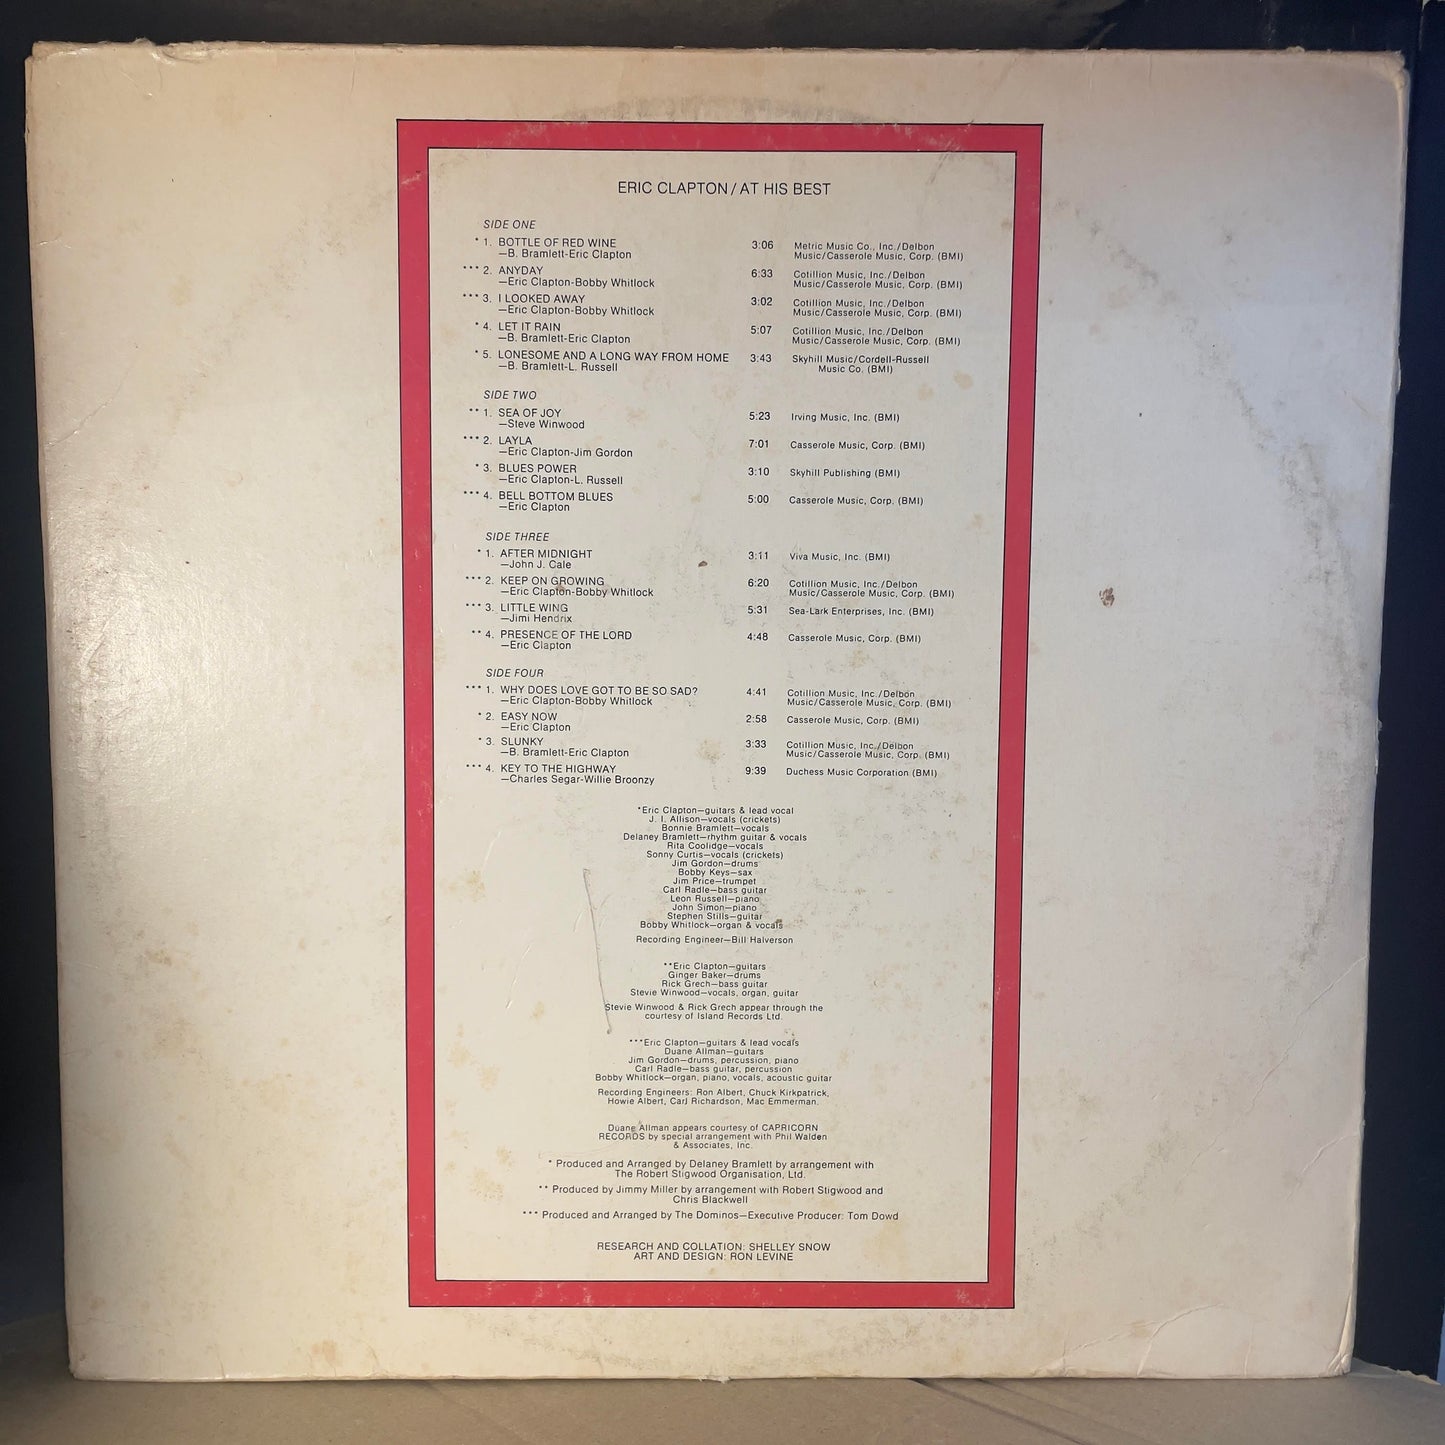 ERIC CLAPTON / AT HIS BEST
SIDE ONE
* 1. BOTTLE OF RED WINE 3:06 Metric Music Co., Inc./Delbon
—B. Bramlett-Eric Clapton Music/Casserole Music, Corp. (BMI)
*** 2. ANYDAY 6:33 Cotillion Music, Inc./Delbon
—Eric Clapton-Bobby Whitlock Music/Casserole Music, Corp. (BMI)
*** 3. I LOOKED AWAY 3:02 Cotillion Music, Inc./Delbon
—Eric Clapton-Bobby Whitlock Music/Casserole Music, Corp. (BMI)
* 4. LET IT RAIN 5:07 Cotillion Music, Inc./Delbon
—B. Bramlett-Eric Clapton Music/Casserole Music, Corp. (BMI)
* 5. LONESOME AND A LONG WAY FROM HOME 3:43 Skyhill Music/Cordell-Russell
—B. Bramlett-L. Russell Music Co. (BMI)
SIDE TWO
** 1. SEA OF JOY 5:23 Irving Music, Inc. (BMI)
—Steve Winwood
*** 2. LAYLA 7:01 Casserole Music, Corp. (BMI)
—Eric Clapton-Jim Gordon
* 3. BLUES POWER 3:10 Skyhill Publishing (BMI)
—Eric Clapton-L. Russell
*** 4. BELL BOTTOM BLUES 5:00 Casserole Music, Corp. (BMI)
—Eric Clapton
SIDE THREE
* 1. AFTER MIDNIGHT 3:11 Viva Music, Inc. (BMI)
—John J. Cale
*** 2. KEEP ON GROWING 6:20 Cotillion Music, Inc./Delbon
—Eric Clapton-Bobby Whitlock Music/Casserole Music, Corp. (BMI)
*** 3. LITTLE WING 5:31 Sea-Lark Enterprises, Inc. (BMI)
—Jimi Hendrix
** 4. PRESENCE OF THE LORD 4:48 Casserole Music, Corp. (BMI)
—Eric Clapton
SIDE FOUR
*** 1. WHY DOES LOVE GOT TO BE SO SAD? 4:41 Cotillion Music, Inc./Delbon
—Eric Clapton-Bobby Whitlock Music/Casserole Music, Corp. (BMI)
* 2. EASY NOW 2:58 Casserole Music, Corp. (BMI)
—Eric Clapton
* 3. SLUNKY 3:33 Cotillion Music, Inc./Delbon
—B. Bramlett-Eric Clapton Music/Casserole Music, Corp. (BMI)
*** 4. KEY TO THE HIGHWAY 9:39 Duchess Music Corporation (BMI)
—Charles Segar-Willie Broonzy
*Eric Clapton—guitars & lead vocal
J. I. Allison—vocals (crickets)
Bonnie Bramlett—vocals
Delaney Bramlett—rhythm guitar & vocals
Rita Coolidge—vocals
Sonny Curtis—vocals (crickets)
Jim Gordon—drums
Bobby Keys—sax
Jim Price—trumpet
Carl Radle—bass guitar
Leon Russell—piano
John Simon—piano
Stephen Stills—guitar
Bobby Whitlock—organ & vocals
Recording Engineer—Bill Halverson
**Eric Clapton—guitars
Ginger Baker—drums
Rick Grech—bass guitar
Stevie Winwood—vocals, organ, guitar
Stevie Winwood & Rick Grech appear through the
courtesy of Island Records Ltd.
***Eric Clapton—guitars & lead vocals
Duane Allman—guitars
Jim Gordon—drums, percussion, piano
Carl Radle—bass guitar, percussion
Bobby Whitlock—organ, piano, vocals, acoustic guitar
Recording Engineers: Ron Albert, Chuck Kirkpatrick,
Howie Albert, Carl Richardson, Mac Emmerman.
Duane Allman appears courtesy of CAPRICORN
RECORDS by special arrangement with Phil Walden
& Associates, Inc.
* Produced and Arranged by Delaney Bramlett by arrangement with
The Robert Stigwood Organisation, Ltd.
** Produced by Jimmy Miller by arrangement with Robert Stigwood and
Chris Blackwell
*** Produced and Arranged by The Dominos—Executive Producer: Tom Dowd
RESEARCH AND COLLATION: SHELLEY SNOW
ART AND DESIGN: RON LEVINE